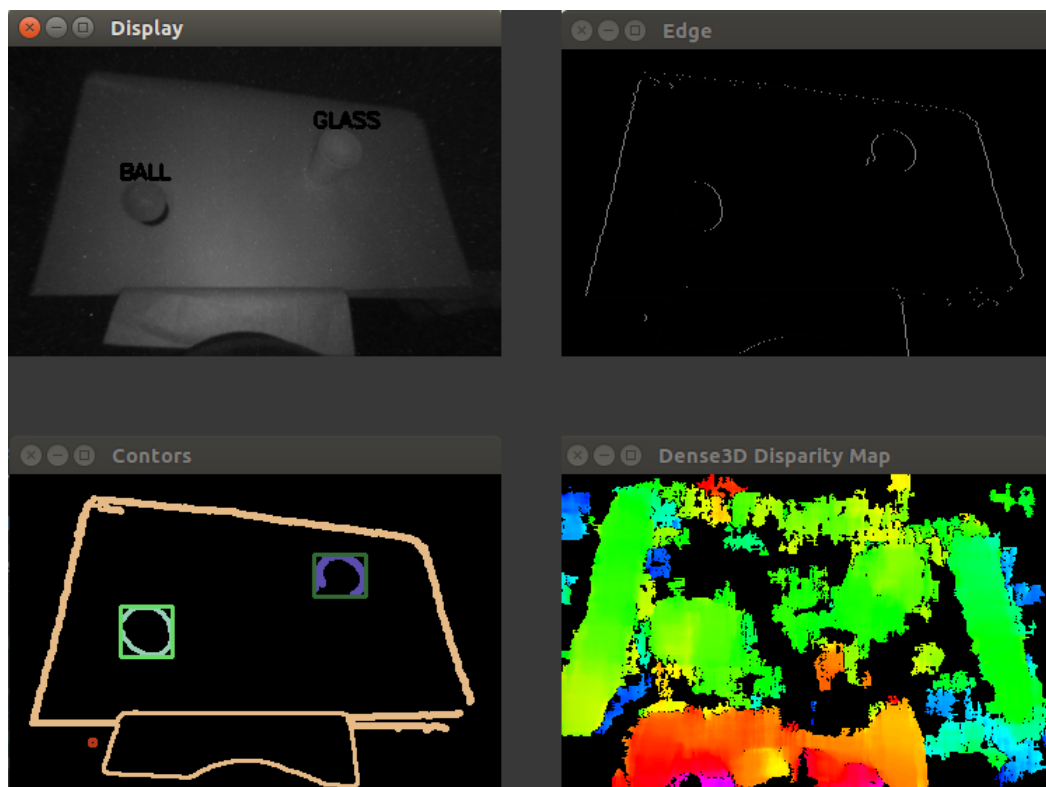 Display
Edge
GLASS
BALL
Contors
Dense3D Disparity Map